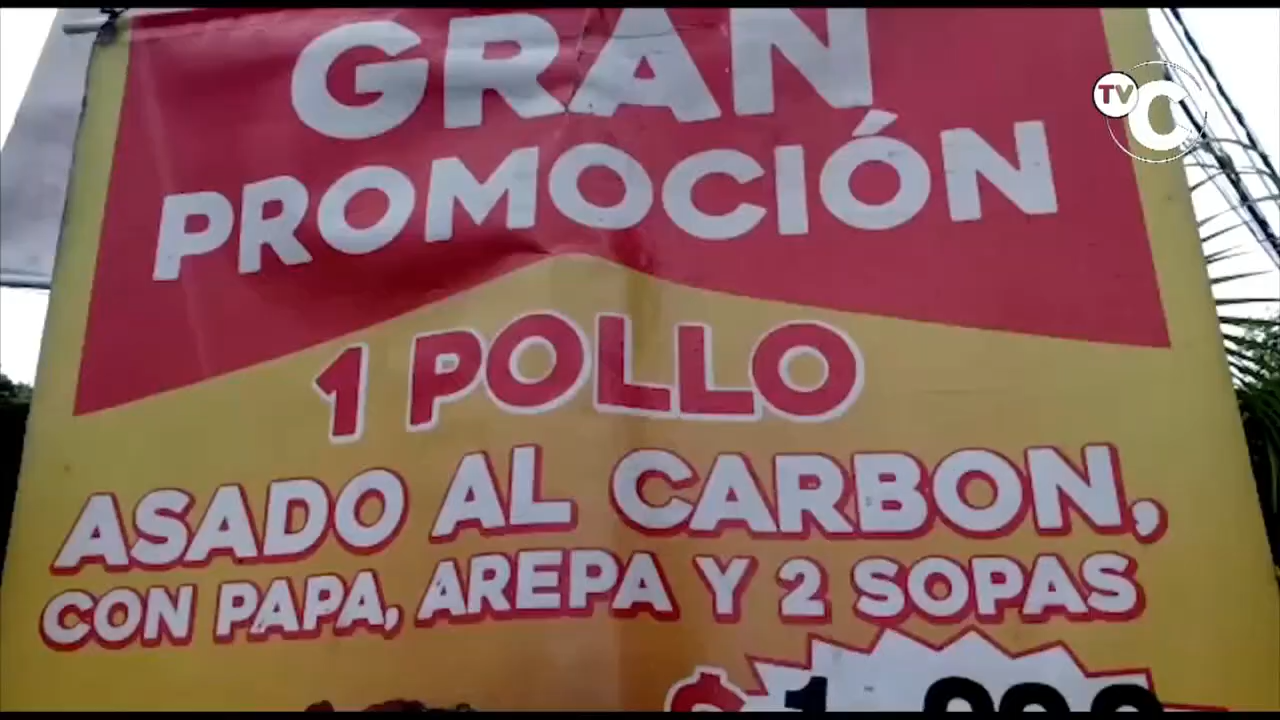 GRAN
PROMOCIÓN
1 POLLO
ASADO AL CARBON,
CON PAPA, AREPA Y 2 SOPAS
TV C